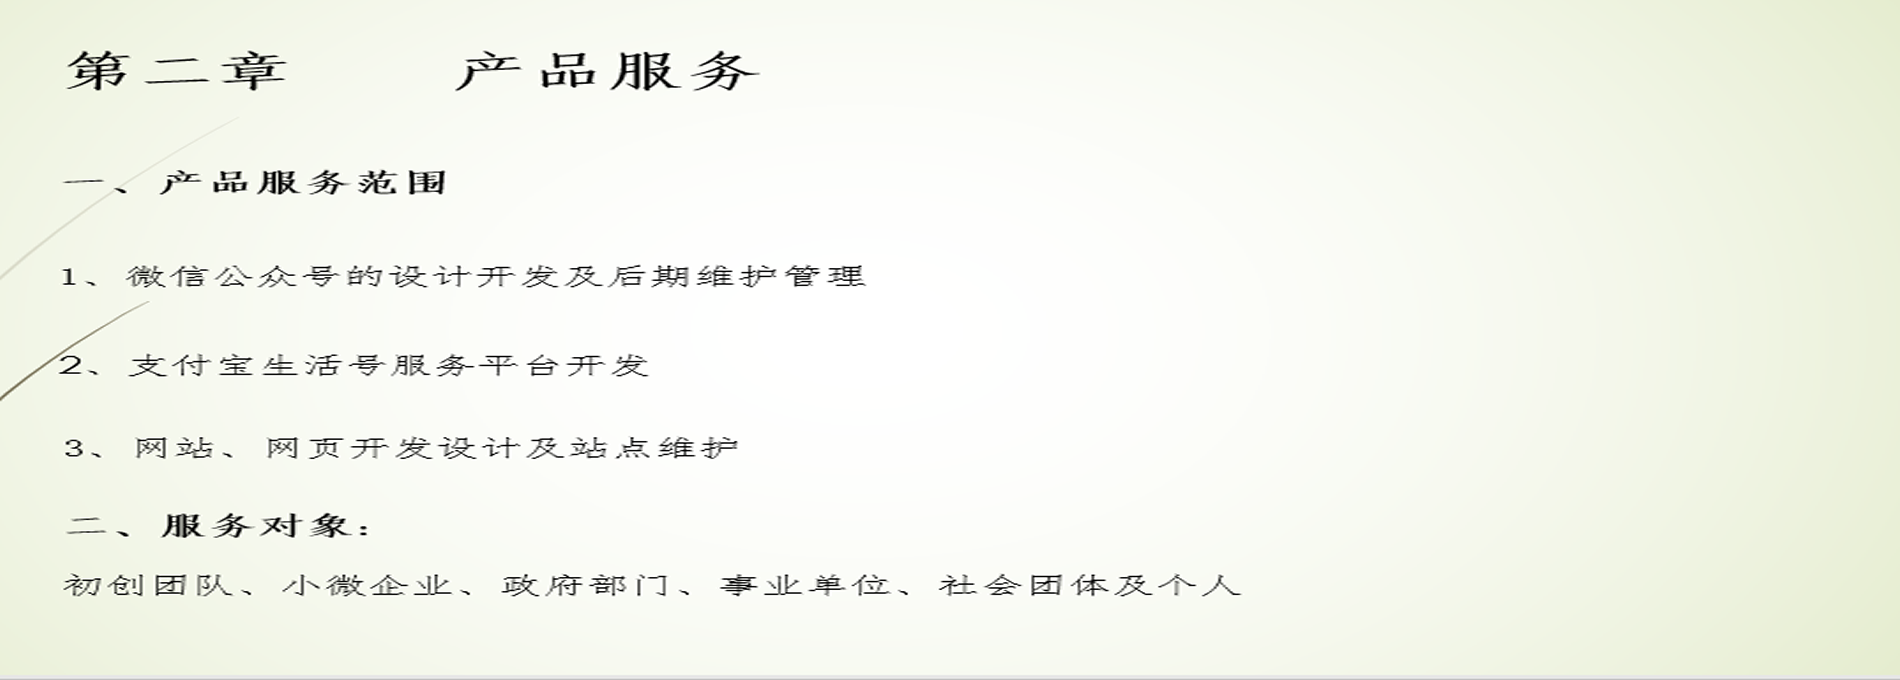 第二章 产品服务
一、产品服务范围
1、微信公众号的设计开发及后期维护管理
2、支付宝生活号服务平台开发
3、网站、网页开发设计及站点维护
二、服务对象：
初创团队、小微企业、政府部门、事业单位、社会团体及个人